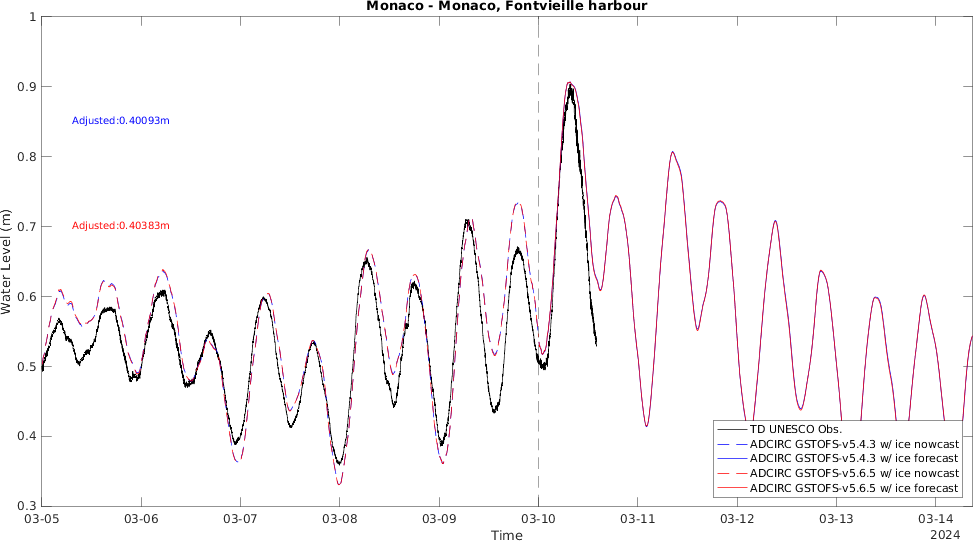 Monaco - Monaco, Fontvieille harbour
1
0.9
0.8
0.7
0.6
0.5
0.4
0.3
Water Level (m)
Adjusted:0.40093m
Adjusted:0.40383m
TD UNESCO Obs.
ADCIRC GSTOFS-v5.4.3 w/ ice nowcast
ADCIRC GSTOFS-v5.4.3 w/ ice forecast
ADCIRC GSTOFS-v5.6.5 w/ ice nowcast
ADCIRC GSTOFS-v5.6.5 w/ ice forecast
03-05 03-06 03-07 03-08 03-09 03-10 03-11 03-12 03-13 03-14
Time
2024